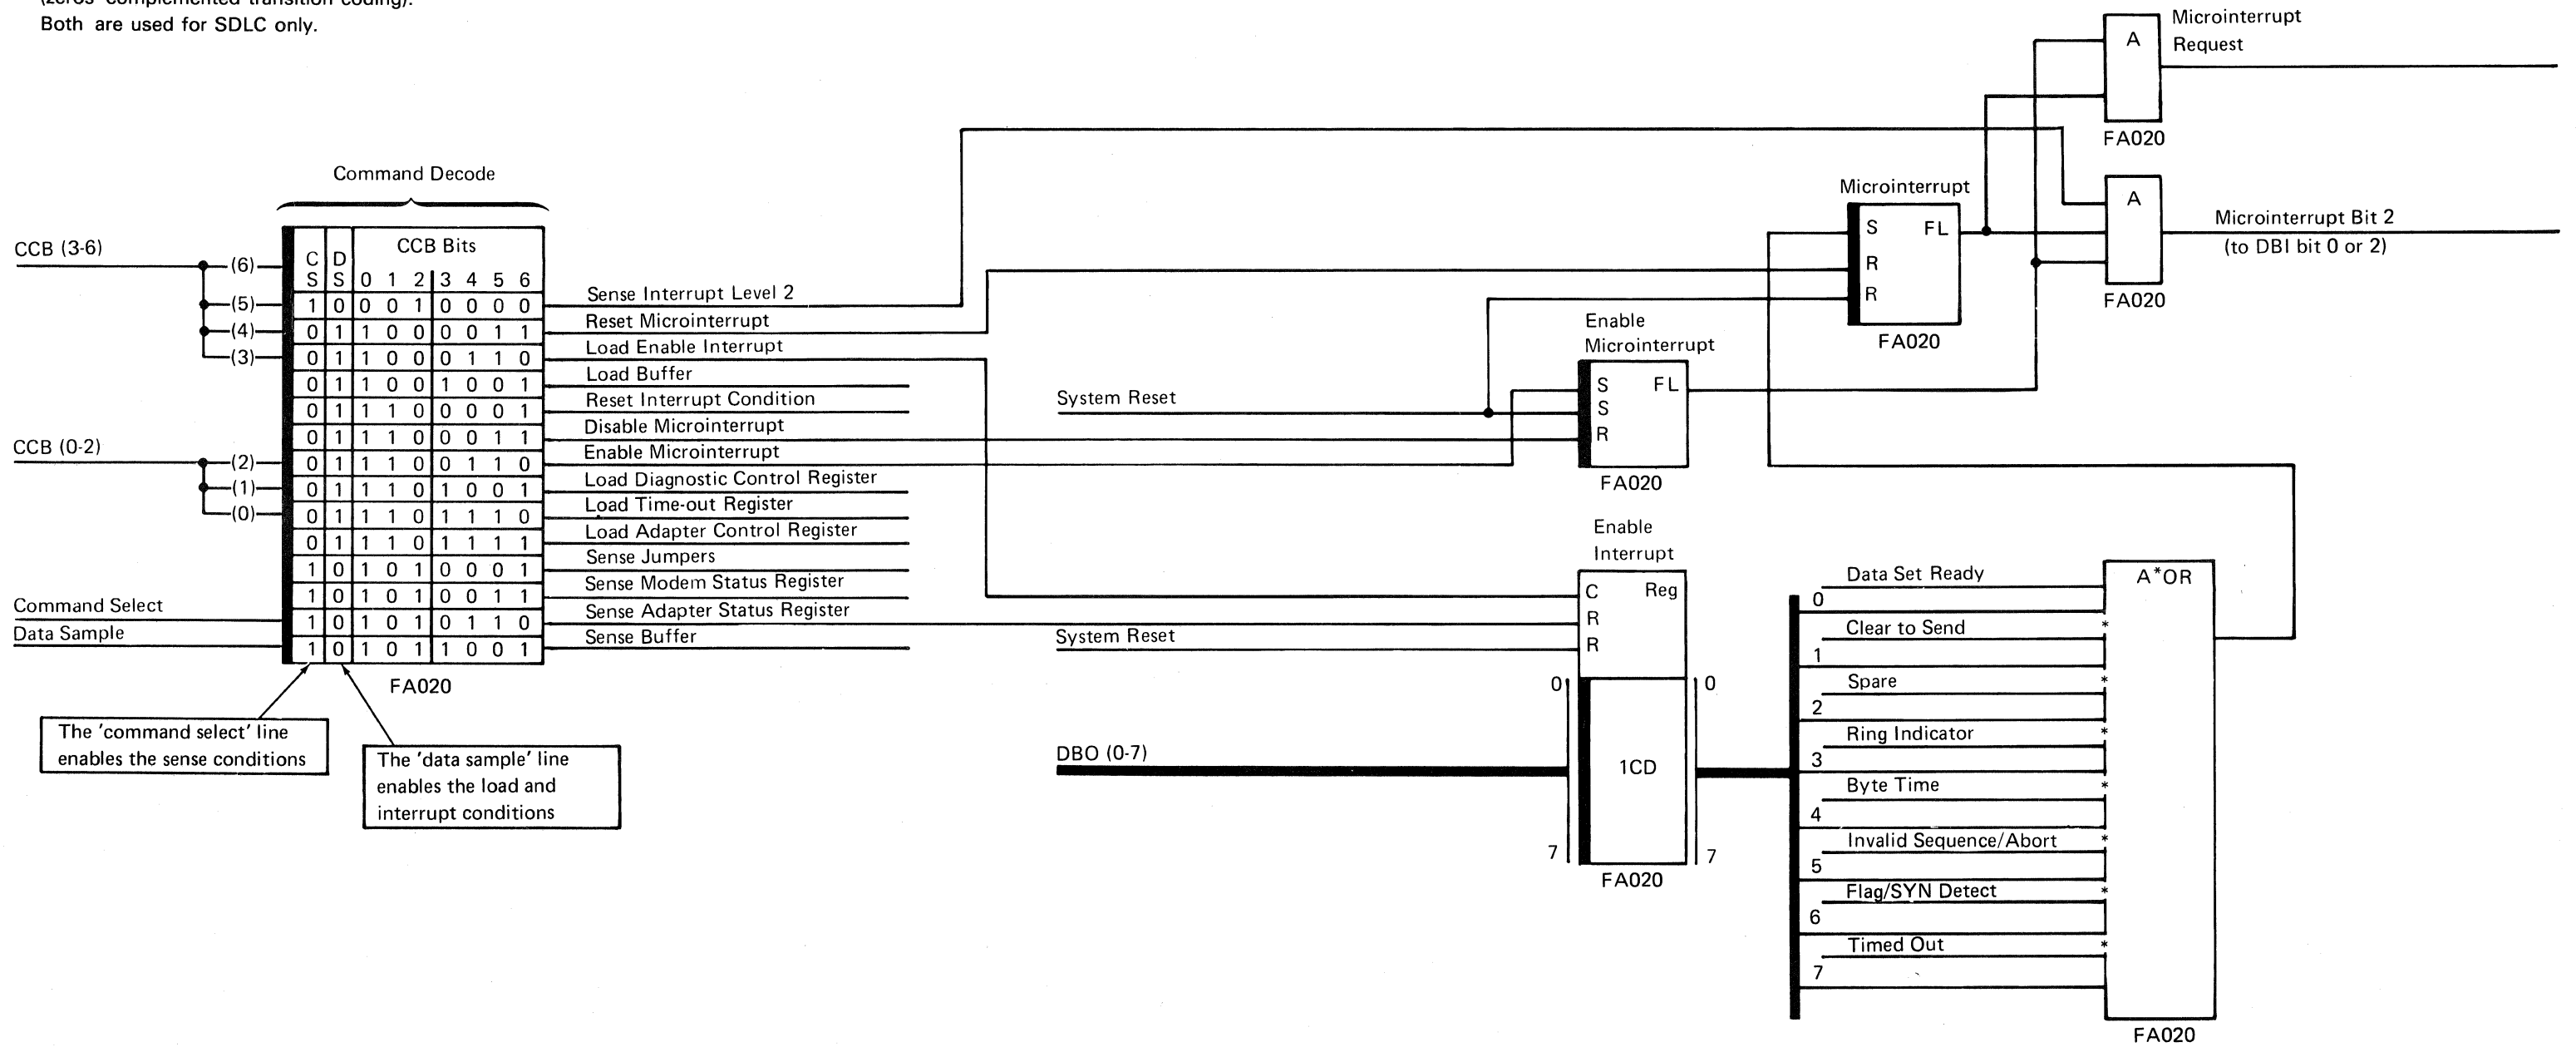 (zeros complemented transition coding).
Both are used for SDLC only.
Command Decode
CCB (3-6)
(6)
(5)
(4)
(3)
CCB (0-2)
(2)
(1)
(0)
Command Select
Data Sample
C S D S CCB Bits
0 1 2 3 4 5 6
1 0 0 0 1 0 0 0 0 Sense Interrupt Level 2
0 1 1 0 0 0 0 1 1 Reset Microinterrupt
0 1 1 0 0 0 1 1 0 Load Enable Interrupt
0 1 1 0 0 1 0 0 1 Load Buffer
0 1 1 1 0 0 0 0 1 Reset Interrupt Condition
0 1 1 1 0 0 0 1 1 Disable Microinterrupt
0 1 1 1 0 0 1 1 0 Enable Microinterrupt
0 1 1 1 0 1 0 0 1 Load Diagnostic Control Register
0 1 1 1 0 1 1 1 0 Load Time-out Register
0 1 1 1 0 1 1 1 1 Load Adapter Control Register
1 0 1 0 1 0 0 0 1 Sense Jumpers
1 0 1 0 1 0 0 1 1 Sense Modem Status Register
1 0 1 0 1 0 1 1 0 Sense Adapter Status Register
1 0 1 0 1 1 0 0 1 Sense Buffer
FA020
The 'command select' line
enables the sense conditions
The 'data sample' line
enables the load and
interrupt conditions
System Reset
Enable
Microinterrupt
S FL
S
R
FA020
Microinterrupt
S FL
R
R
FA020
A
FA020
Microinterrupt
Request
A
FA020
Microinterrupt Bit 2
(to DBI bit 0 or 2)
System Reset
Enable
Interrupt
C Reg
R
R
0 0
DBO (0-7)
1CD
7 7
FA020
A*OR
Data Set Ready
0
*
Clear to Send
1
*
Spare
2
*
Ring Indicator
3
*
Byte Time
4
*
Invalid Sequence/Abort
5
*
Flag/SYN Detect
6
*
Timed Out
7
FA020